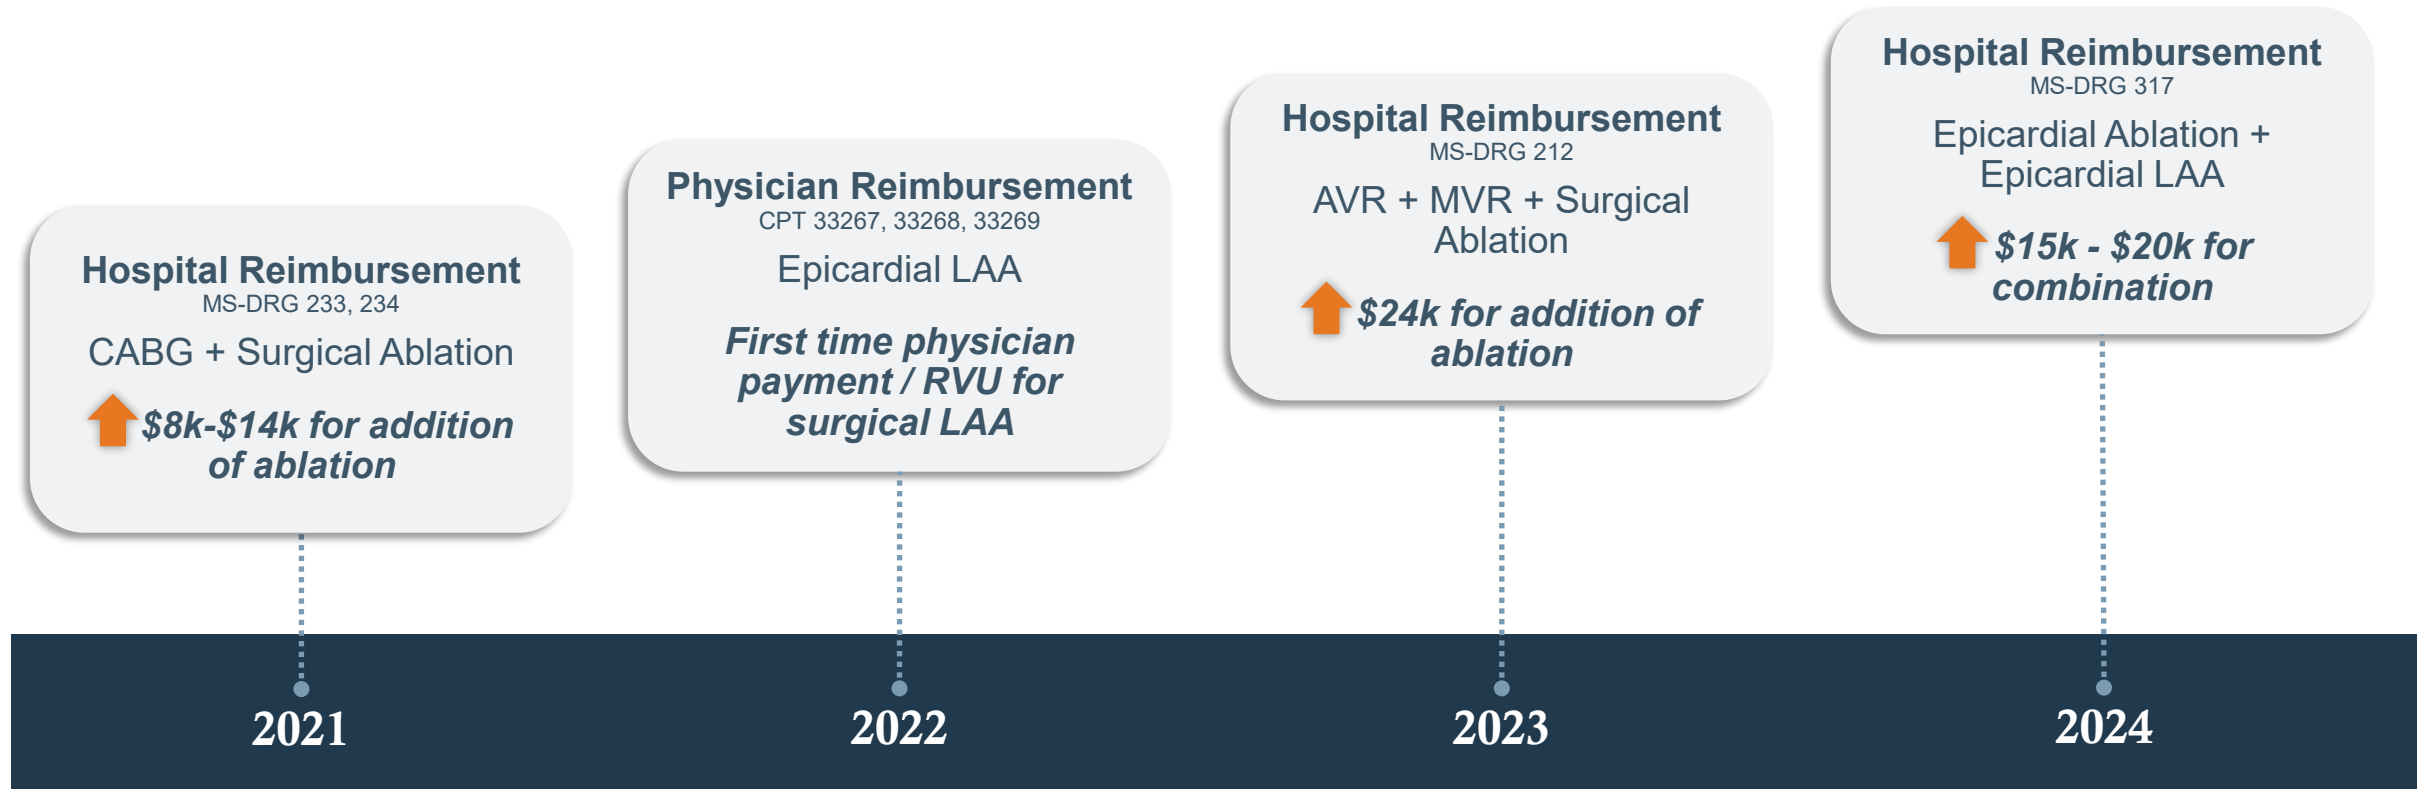 Hospital Reimbursement
MS-DRG 233, 234
CABG + Surgical Ablation
$8k-$14k for addition
of ablation
2021
Physician Reimbursement
CPT 33267, 33268, 33269
Epicardial LAA
First time physician
payment / RVU for
surgical LAA
2022
Hospital Reimbursement
MS-DRG 212
AVR + MVR + Surgical
Ablation
$24k for addition of
ablation
2023
Hospital Reimbursement
MS-DRG 317
Epicardial Ablation +
Epicardial LAA
$15k - $20k for
combination
2024